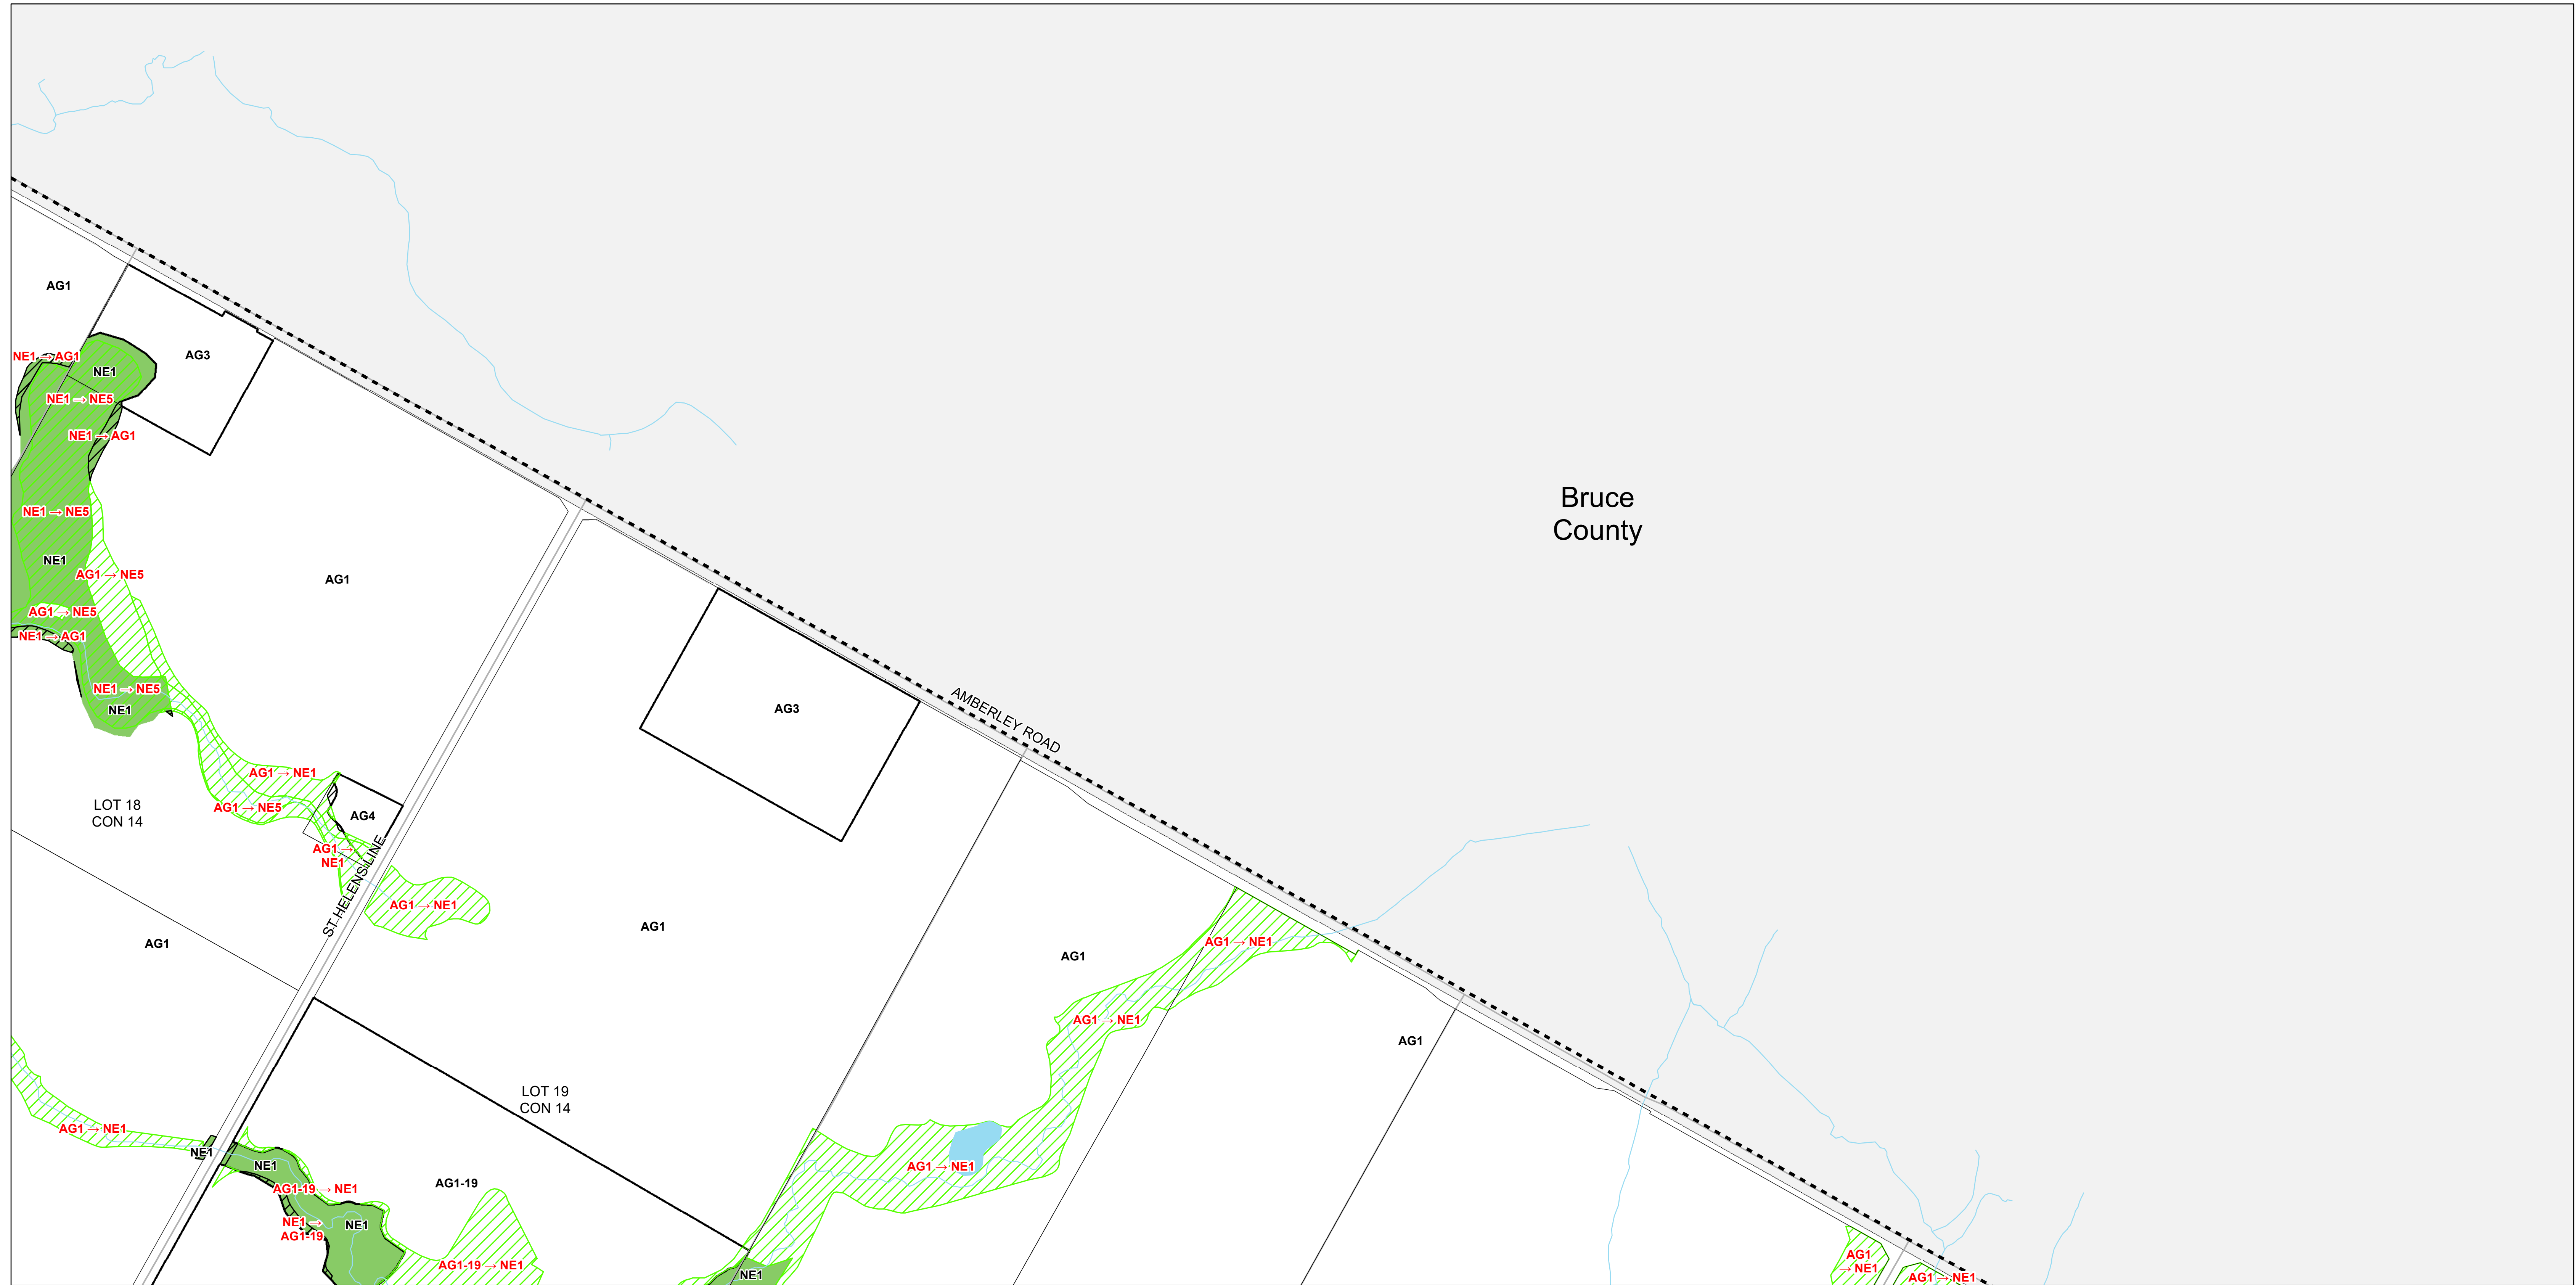 AG1
AG3
NE1 → AG1
NE1
NE1 → NE5
NE1 → AG1
Bruce
County
NE1 → NE5
NE1
AG1 → NE5
AG1
AG1 → NE5
NE1 → AG1
NE1 → NE5
NE1
AG3
AMBERLEY ROAD
AG1 → NE1
AG1 → NE5
LOT 18
CON 14
AG4
AG1 →
NE1
ST HELENS LINE
AG1 → NE1
AG1
AG1
AG1 → NE1
AG1
AG1 → NE1
AG1
LOT 19
CON 14
AG1 → NE1
NE1
NE1
AG1 → NE1
AG1-19 → NE1
AG1-19
NE1 →
AG1-19
NE1
AG1-19 → NE1
NE1
AG1
→ NE1
AG1 → NE1